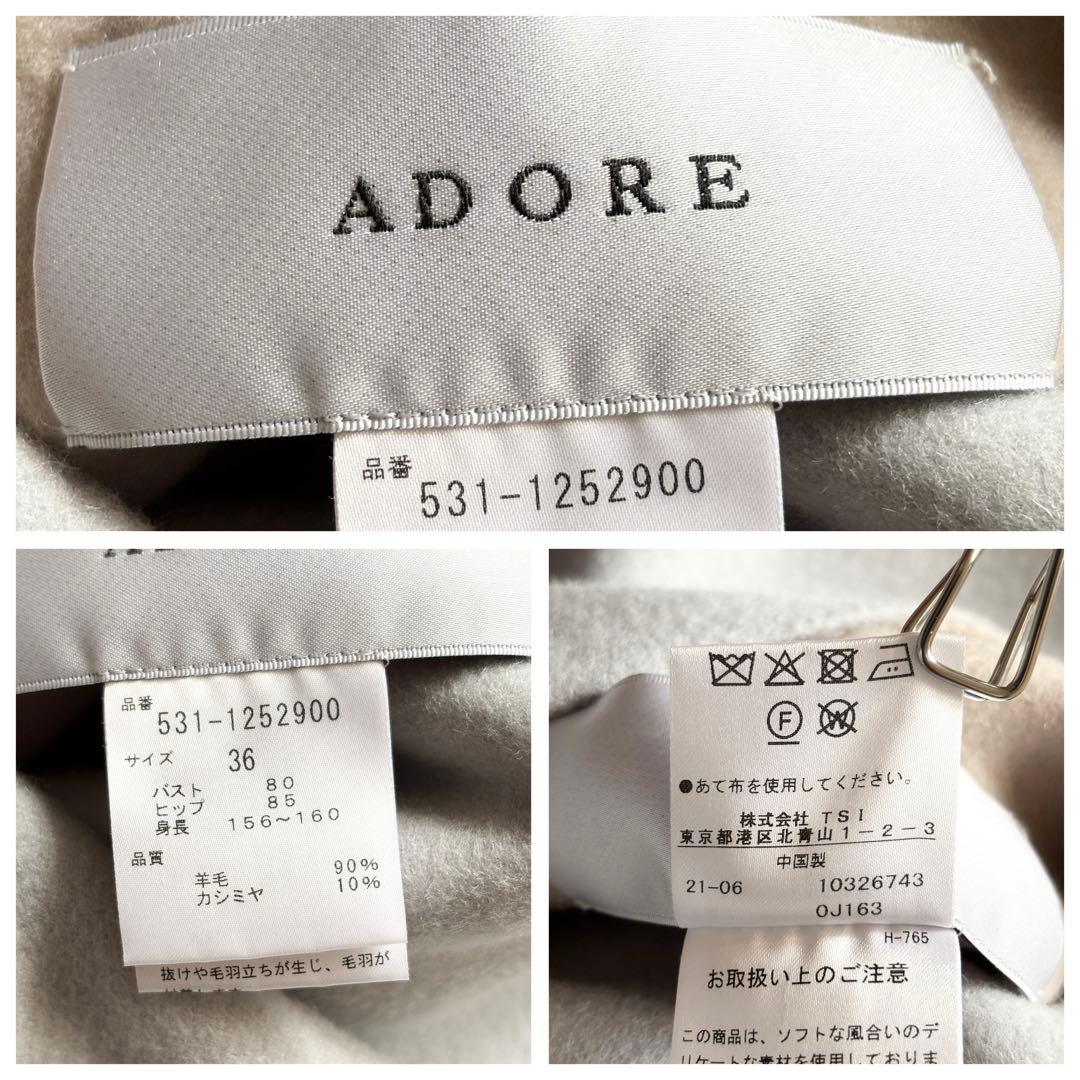 ADORE
品番
531-1252900
品番
531-1252900
サイズ 36
バスト 80
ヒップ 85
身長 156~160
品質
羊毛 90%
カシミヤ 10%
抜けや毛羽立ちが生じ、毛羽が
F W
●あて布を使用してください。
株式会社 TSI
東京都港区北青山1-2-3
中国製
21-06 10326743
0J163
H-765
お取扱い上のご注意
この商品は、ソフトな風合いのデ
リケートな素材を使用しておりま